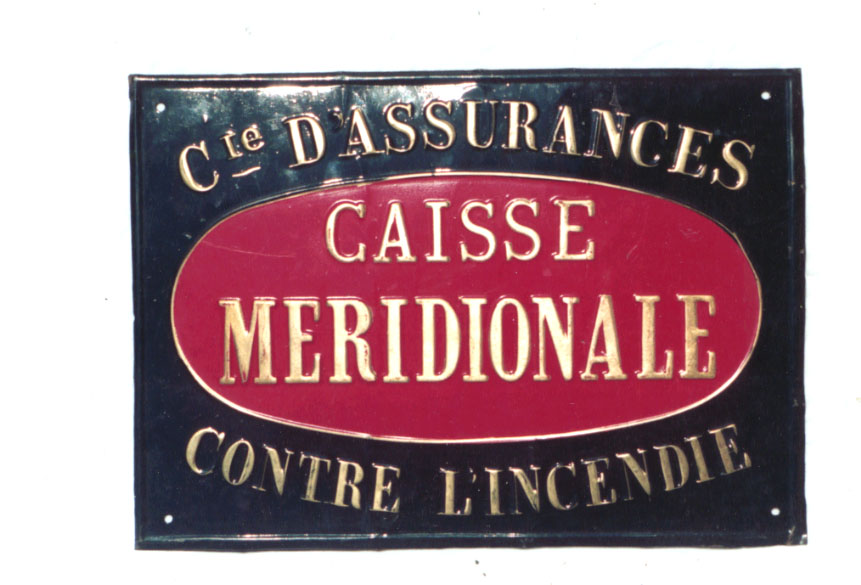 Cie D'ASSURANCES
CAISSE
MERIDIONALE
CONTRE L'INCENDIE